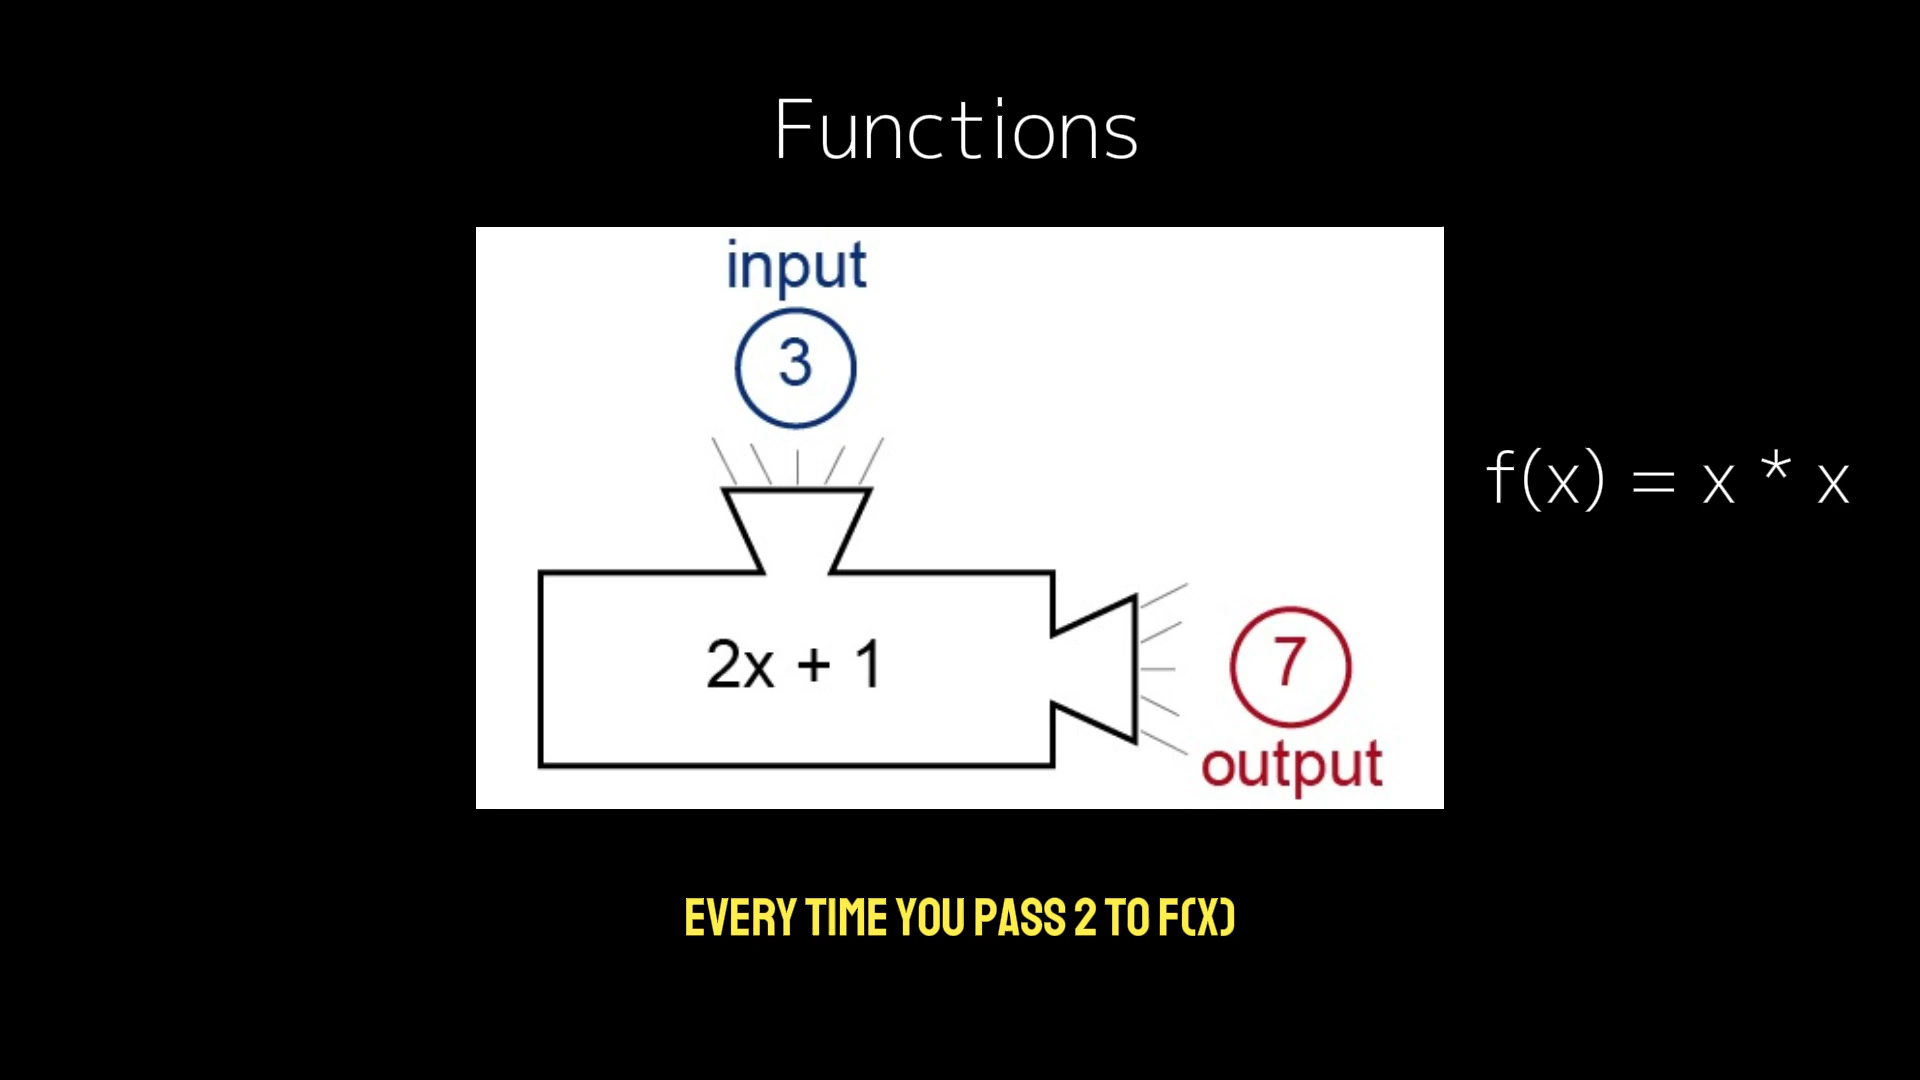 Functions
input
3
f(x) = x * x
2x + 1
7
output
EVERY TIME YOU PASS 2 TO F(X)